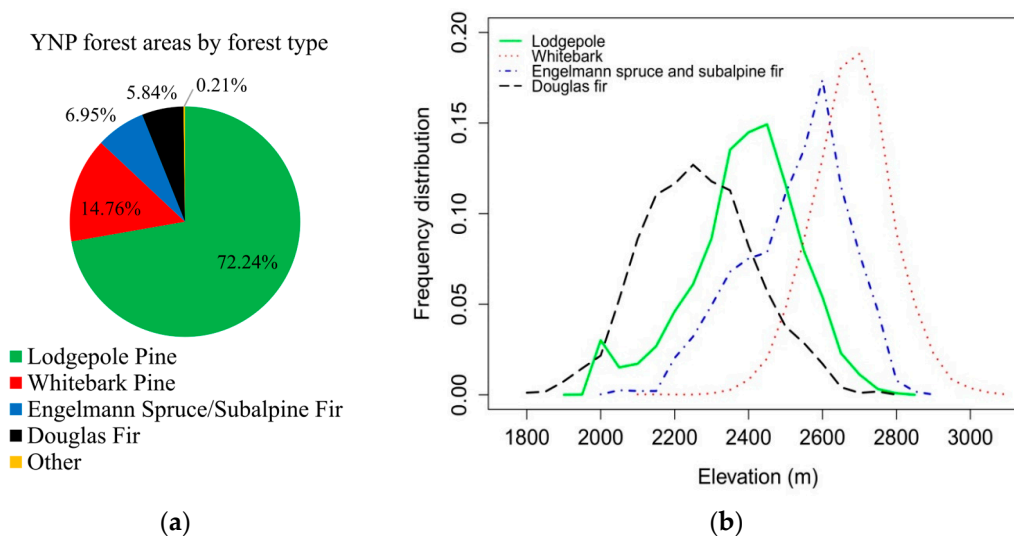 YNP forest areas by forest type
0.21%
5.84%
6.95%
14.76%
72.24%
Lodgepole Pine
Whitebark Pine
Engelmann Spruce/Subalpine Fir
Douglas Fir
Other
(a)
Lodgepole
Whitebark
Engelmann spruce and subalpine fir
Douglas fir
Frequency distribution
0.20
0.15
0.10
0.05
0.00
1800 2000 2200 2400 2600 2800 3000
Elevation (m)
(b)